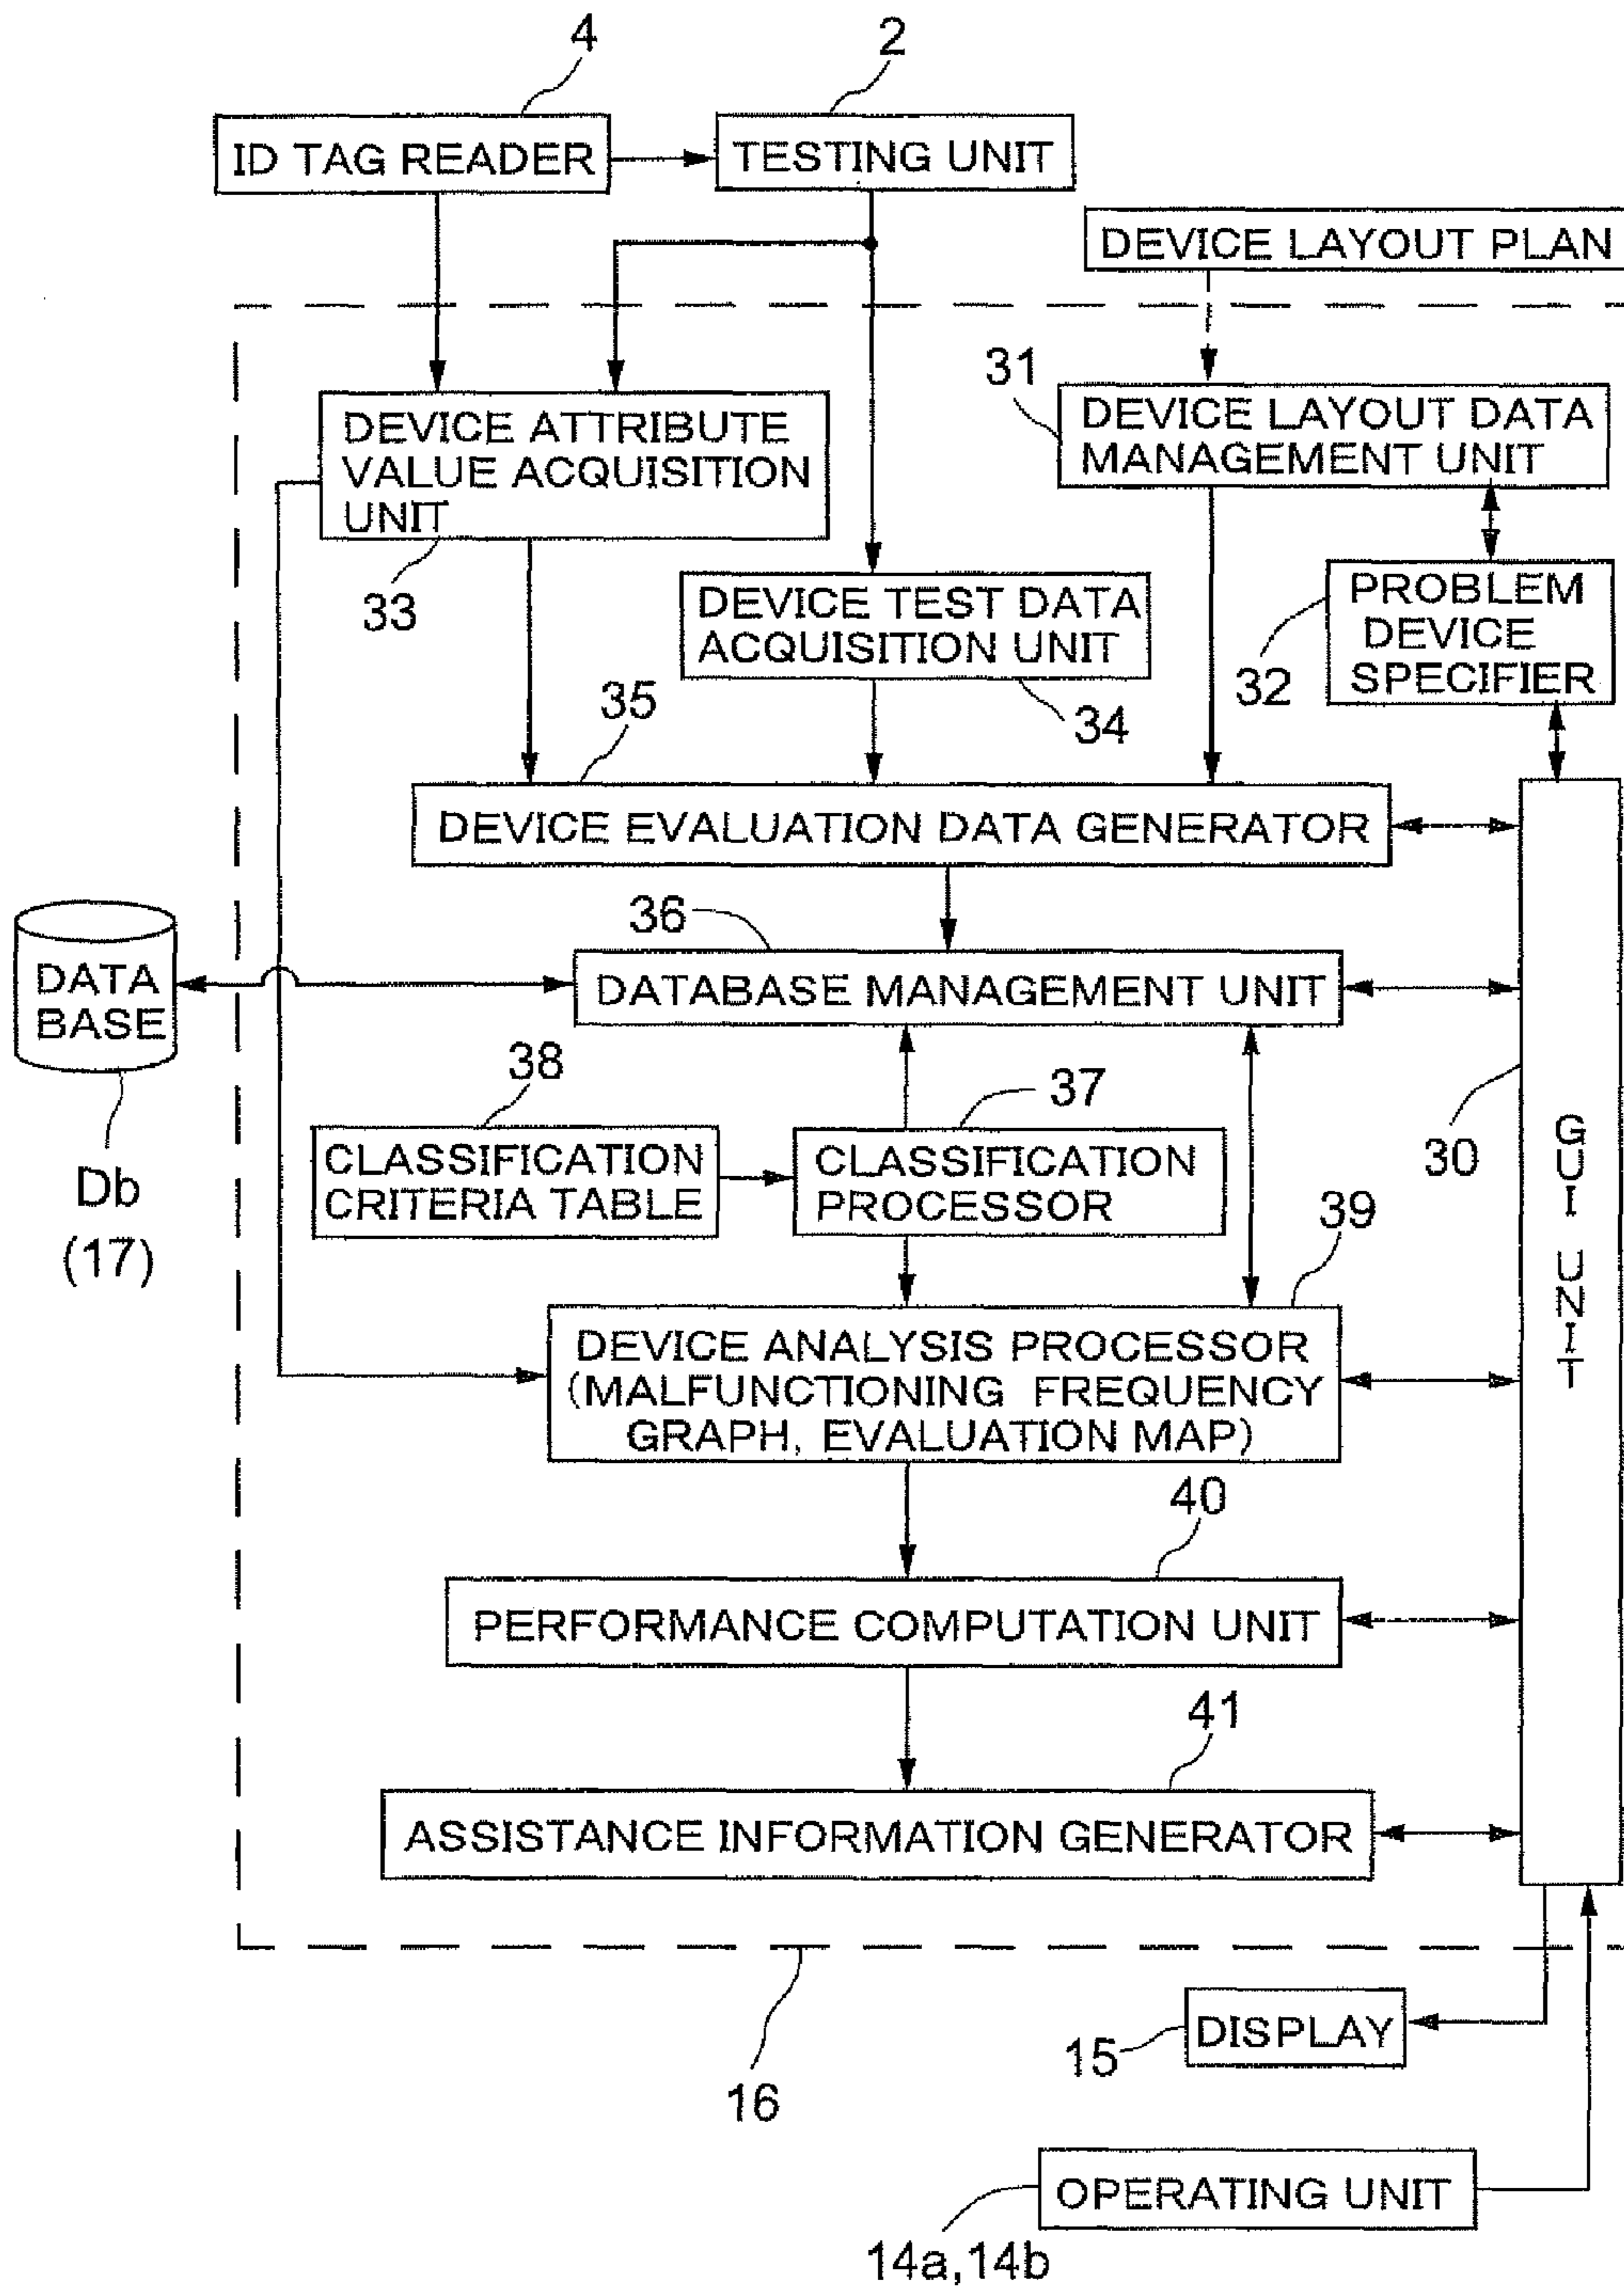 4
2
ID TAG READER
TESTING UNIT
DEVICE LAYOUT PLAN
31
DEVICE ATTRIBUTE
VALUE ACQUISITION
UNIT
33
DEVICE LAYOUT DATA
MANAGEMENT UNIT
DEVICE TEST DATA
ACQUISITION UNIT
34
32
PROBLEM
DEVICE
SPECIFIER
35
DEVICE EVALUATION DATA GENERATOR
36
DATA
BASE
Db
(17)
DATABASE MANAGEMENT UNIT
38
37
30
GUI UNIT
CLASSIFICATION
CRITERIA TABLE
CLASSIFICATION
PROCESSOR
39
DEVICE ANALYSIS PROCESSOR
(MALFUNCTIONING FREQUENCY
GRAPH, EVALUATION MAP)
40
PERFORMANCE COMPUTATION UNIT
41
ASSISTANCE INFORMATION GENERATOR
16
15
DISPLAY
OPERATING UNIT
14a,14b